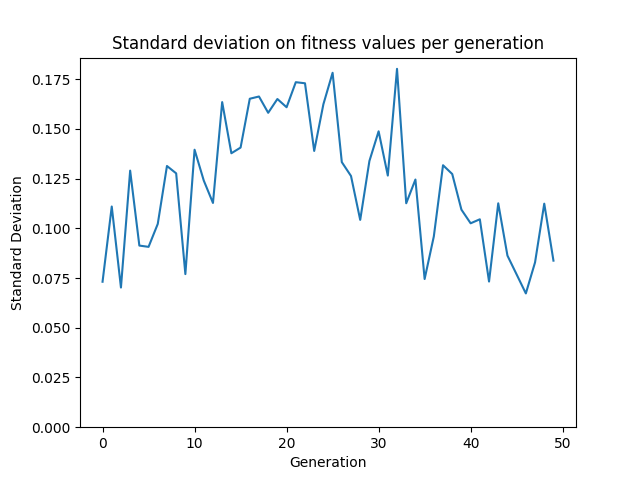 Standard deviation on fitness values per generation
0.175
0.150
0.125
0.100
0.075
0.050
0.025
0.000
Standard Deviation
0 10 20 30 40 50
Generation